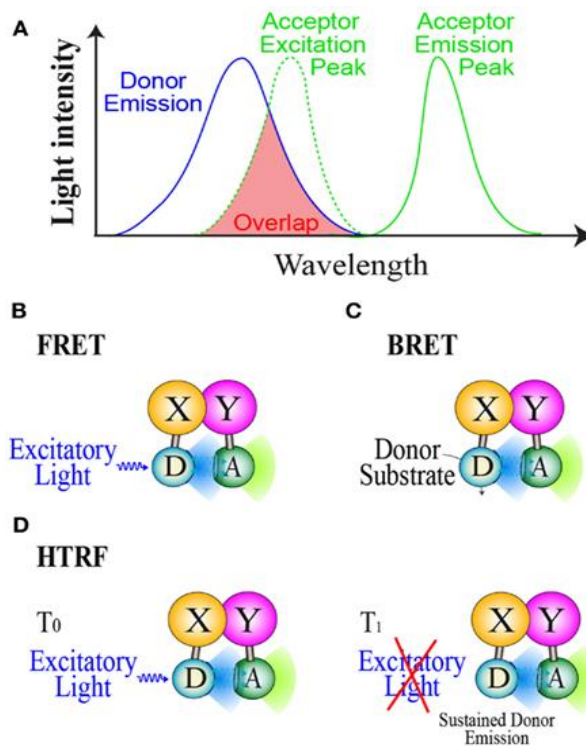 A
Light intensity
Donor
Emission
Acceptor
Excitation
Peak
Acceptor
Emission
Peak
Overlap
Wavelength
B
FRET
X Y
Excitatory
Light
D A
C
BRET
X Y
Donor
Substrate
D A
D
HTRF
T0
X Y
Excitatory
Light
D A
T1
X Y
Excitatory
Light
D A
Sustained Donor
Emission